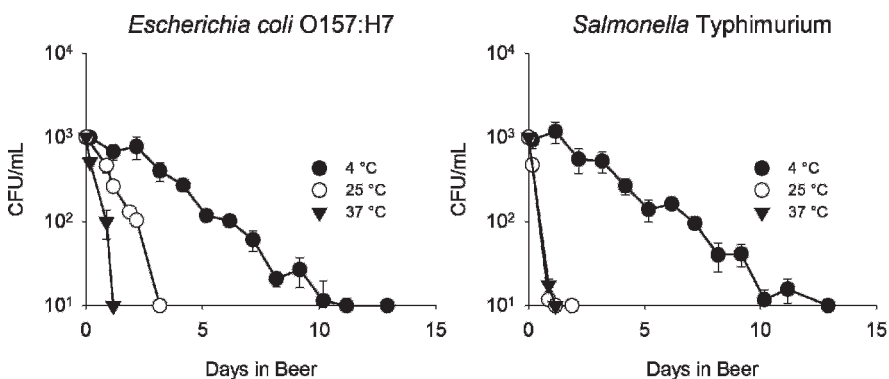 Escherichia coli O157:H7
10⁴
10³
10²
10¹
CFU/mL
4 °C
25 °C
37 °C
0 5 10 15
Days in Beer
Salmonella Typhimurium
10⁴
10³
10²
10¹
CFU/mL
4 °C
25 °C
37 °C
0 5 10 15
Days in Beer